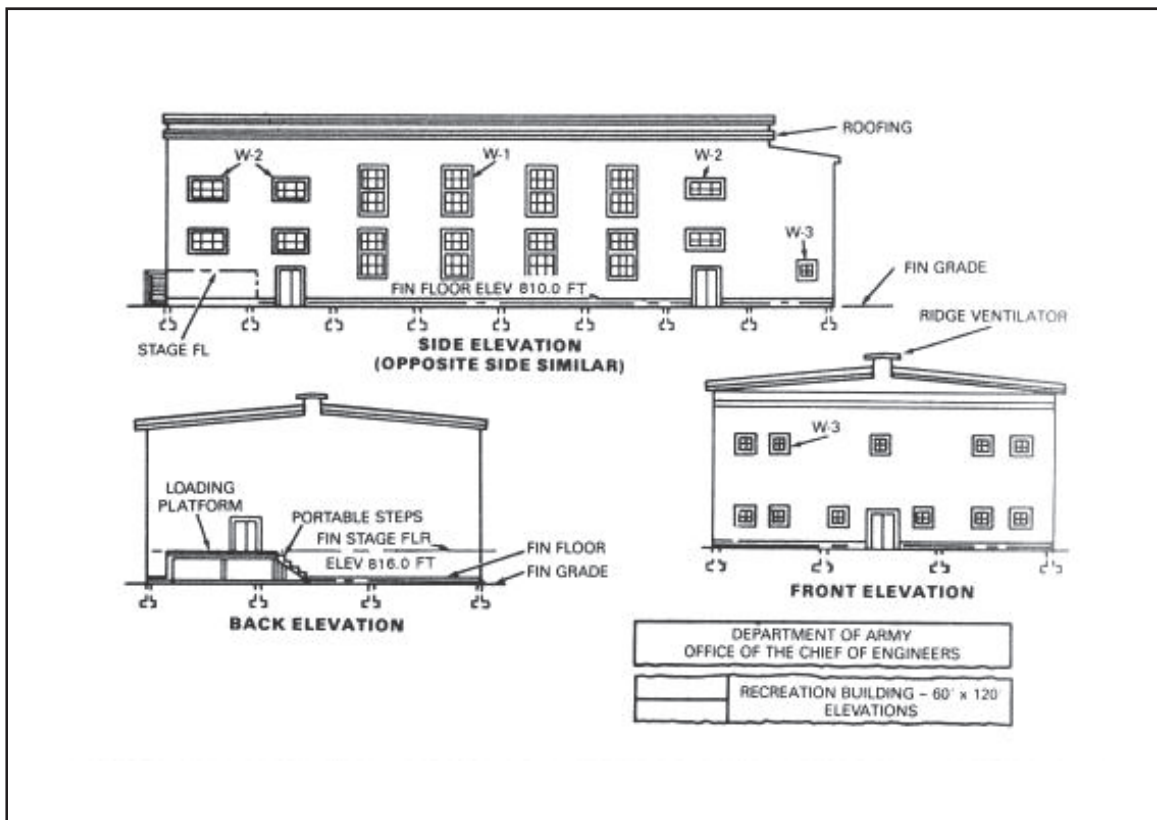 ROOFING
W-2
W-1
W-2
W-3
FIN GRADE
FIN FLOOR ELEV 810.0 FT
STAGE FL
SIDE ELEVATION
(OPPOSITE SIDE SIMILAR)
RIDGE VENTILATOR
W-3
LOADING
PLATFORM
PORTABLE STEPS
FIN STAGE FLR
ELEV 816.0 FT
FIN FLOOR
FIN GRADE
BACK ELEVATION
FRONT ELEVATION
DEPARTMENT OF ARMY
OFFICE OF THE CHIEF OF ENGINEERS
RECREATION BUILDING – 60' x 120'
ELEVATIONS